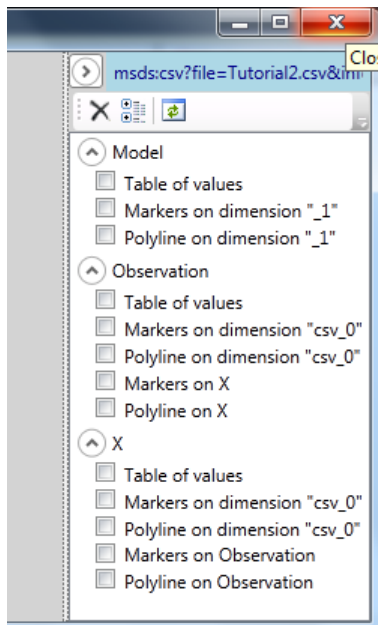 Clo
msds:csv?file=Tutorial2.csv&
Model
Table of values
Markers on dimension "_1"
Polyline on dimension "_1"
Observation
Table of values
Markers on dimension "csv_0"
Polyline on dimension "csv_0"
Markers on X
Polyline on X
X
Table of values
Markers on dimension "csv_0"
Polyline on dimension "csv_0"
Markers on Observation
Polyline on Observation